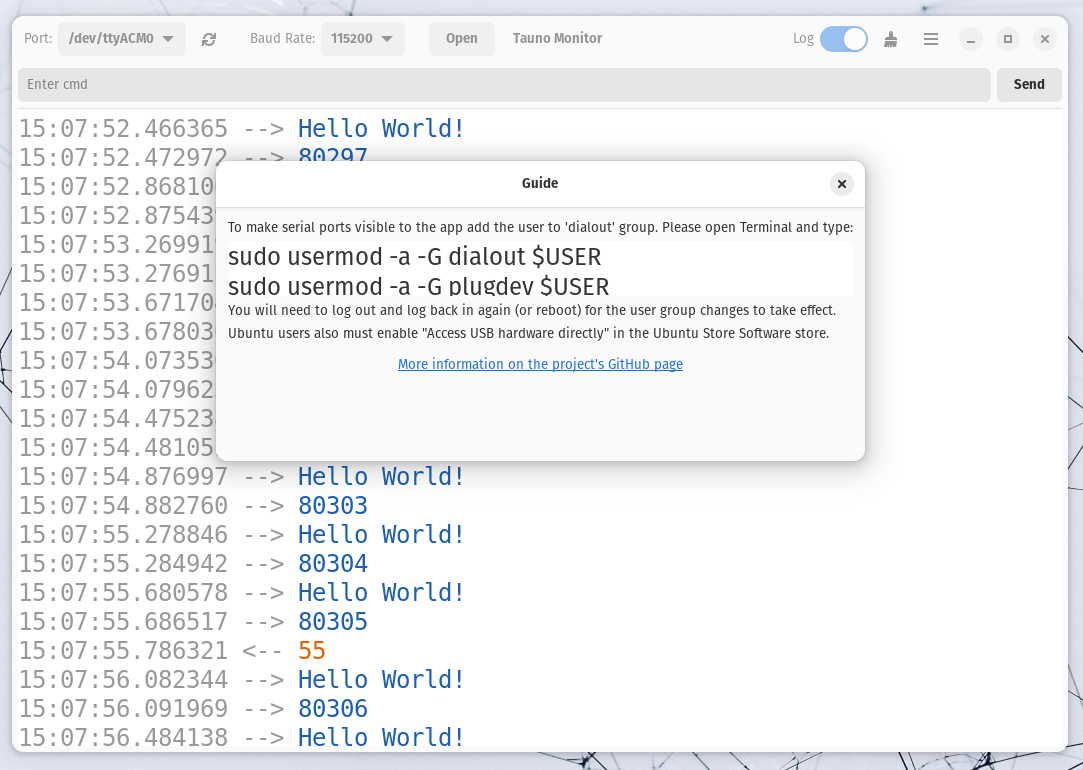 Port: /dev/ttyACM0 Baud Rate: 115200 Open Tauno Monitor Log
Enter cmd Send
15:07:52.466365 --> Hello World!
15:07:52.472972 --> 80297
15:07:52.86810
15:07:52.87543
15:07:53.26991
15:07:53.27691
15:07:53.67170
15:07:53.67803
15:07:54.07353
15:07:54.07962
15:07:54.47523
15:07:54.48105
Guide
To make serial ports visible to the app add the user to 'dialout' group. Please open Terminal and type:
sudo usermod -a -G dialout $USER
sudo usermod -a -G plugdev $USER
You will need to log out and log back in again (or reboot) for the user group changes to take effect.
Ubuntu users also must enable "Access USB hardware directly" in the Ubuntu Store Software store.
More information on the project's GitHub page
15:07:54.876997 --> Hello World!
15:07:54.882760 --> 80303
15:07:55.278846 --> Hello World!
15:07:55.284942 --> 80304
15:07:55.680578 --> Hello World!
15:07:55.686517 --> 80305
15:07:55.786321 <-- 55
15:07:56.082344 --> Hello World!
15:07:56.091969 --> 80306
15:07:56.484138 --> Hello World!